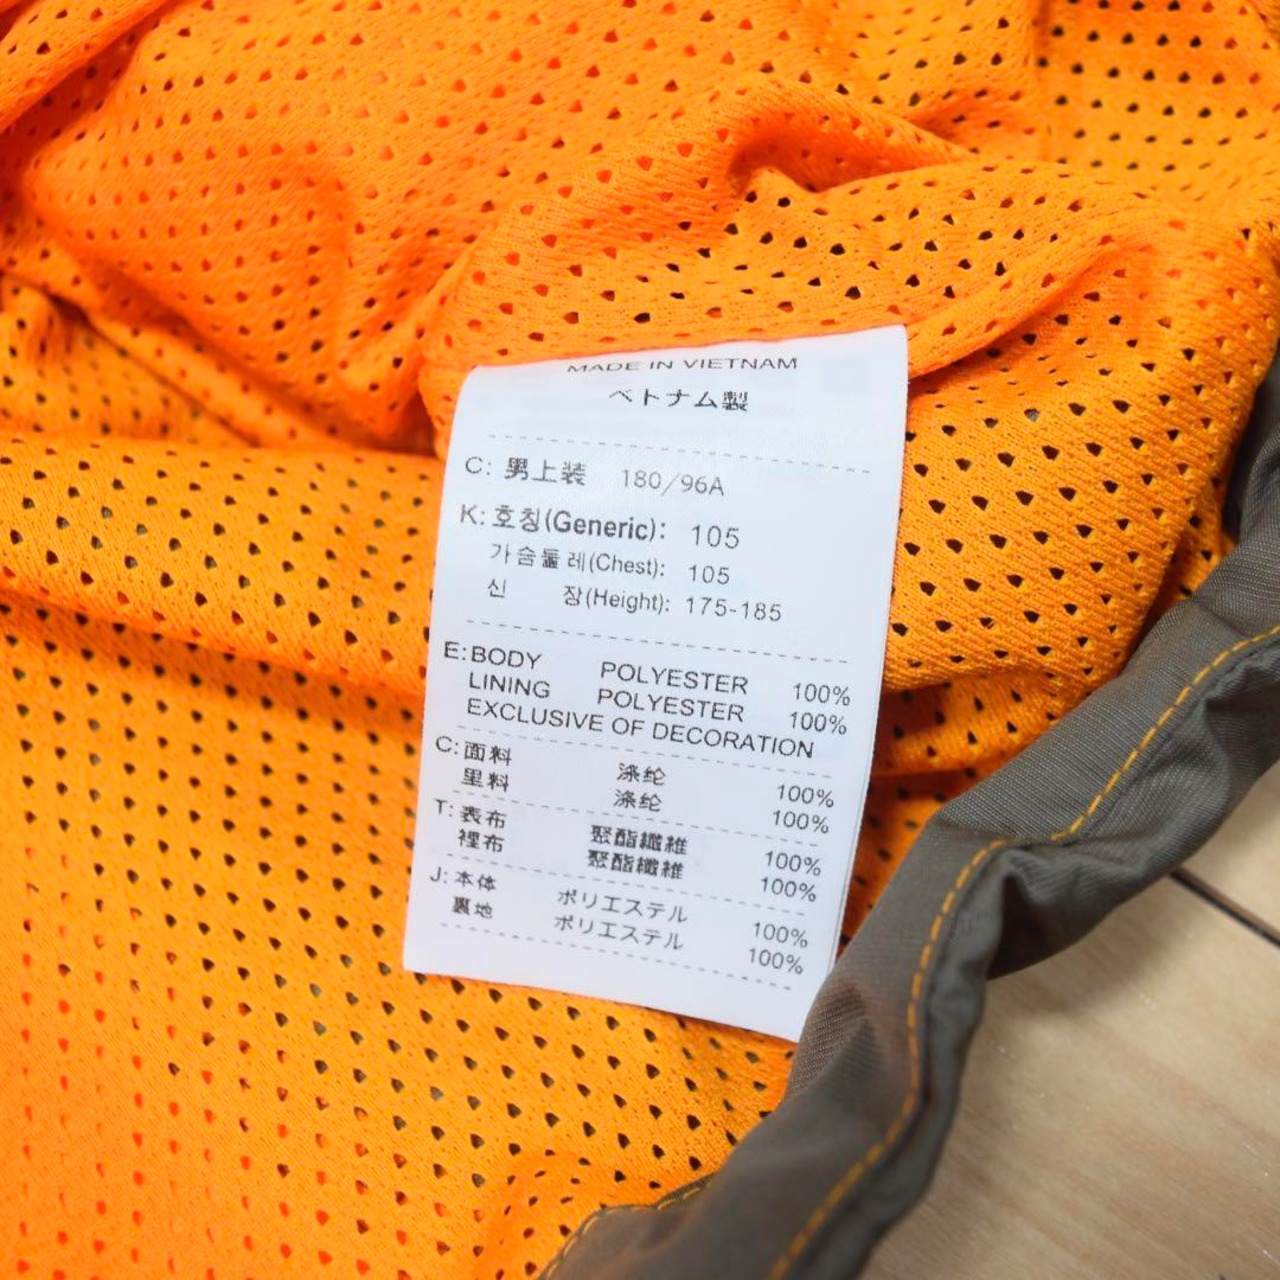 MADE IN VIETNAM
ベトナム製
C: 男上装 180/96A
K: 호칭(Generic): 105
가슴둘레(Chest): 105
신 장(Height): 175-185
E: BODY POLYESTER 100%
LINING POLYESTER 100%
EXCLUSIVE OF DECORATION
C: 面料 涤纶 100%
里料 涤纶 100%
T: 表布 聚酯纖維 100%
裡布 聚酯纖維 100%
J: 本体 ポリエステル 100%
裏地 ポリエステル 100%